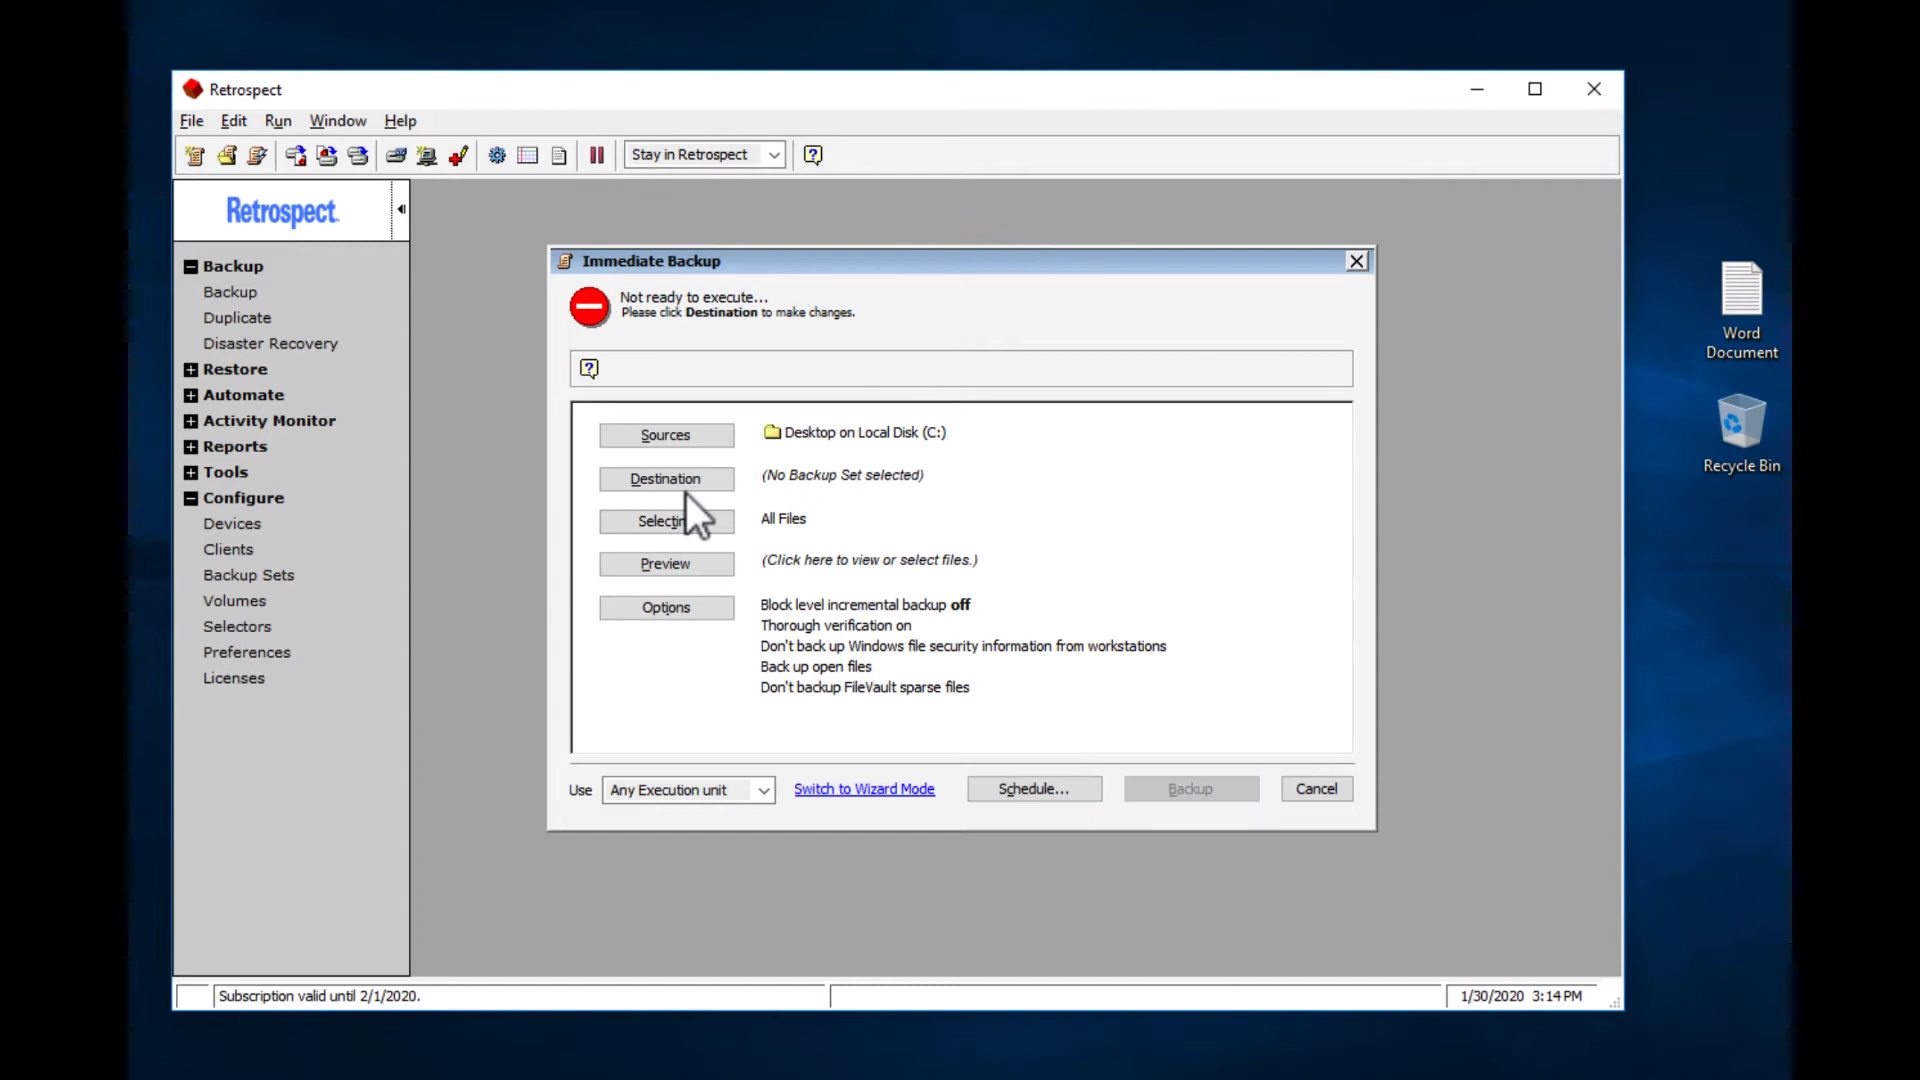 Retrospect
File Edit Run Window Help
Stay in Retrospect
Retrospect
Backup
Backup
Duplicate
Disaster Recovery
Restore
Automate
Activity Monitor
Reports
Tools
Configure
Devices
Clients
Backup Sets
Volumes
Selectors
Preferences
Licenses
Immediate Backup
Not ready to execute...
Please click Destination to make changes.
Sources Desktop on Local Disk (C:)
Destination (No Backup Set selected)
All Files
Preview (Click here to view or select files.)
Options Block level incremental backup off
Thorough verification on
Don't back up Windows file security information from workstations
Back up open files
Don't backup FileVault sparse files
Use Any Execution unit Switch to Wizard Mode Schedule... Backup Cancel
Word
Document
Recycle Bin
Subscription valid until 2/1/2020.
1/30/2020 3:14 PM